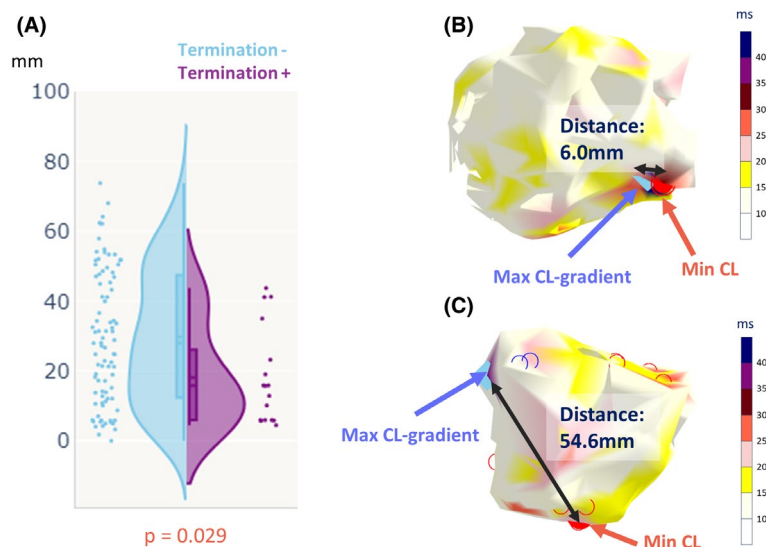 (A)
Termination -
Termination +
mm
100
80
60
40
20
0
p = 0.029
(B)
ms
40
35
30
25
20
15
10
Distance:
6.0mm
Max CL-gradient
Min CL
(C)
ms
40
35
30
25
20
15
10
Distance:
54.6mm
Max CL-gradient
Min CL